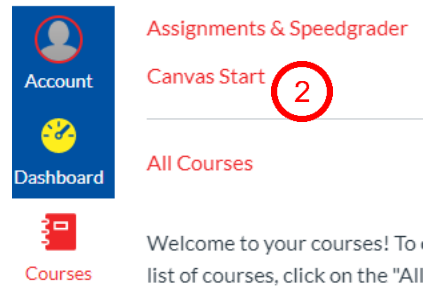 Account
Dashboard
Courses
Assignments & Speedgrader
Canvas Start
2
All Courses
Welcome to your courses! To
list of courses, click on the "All